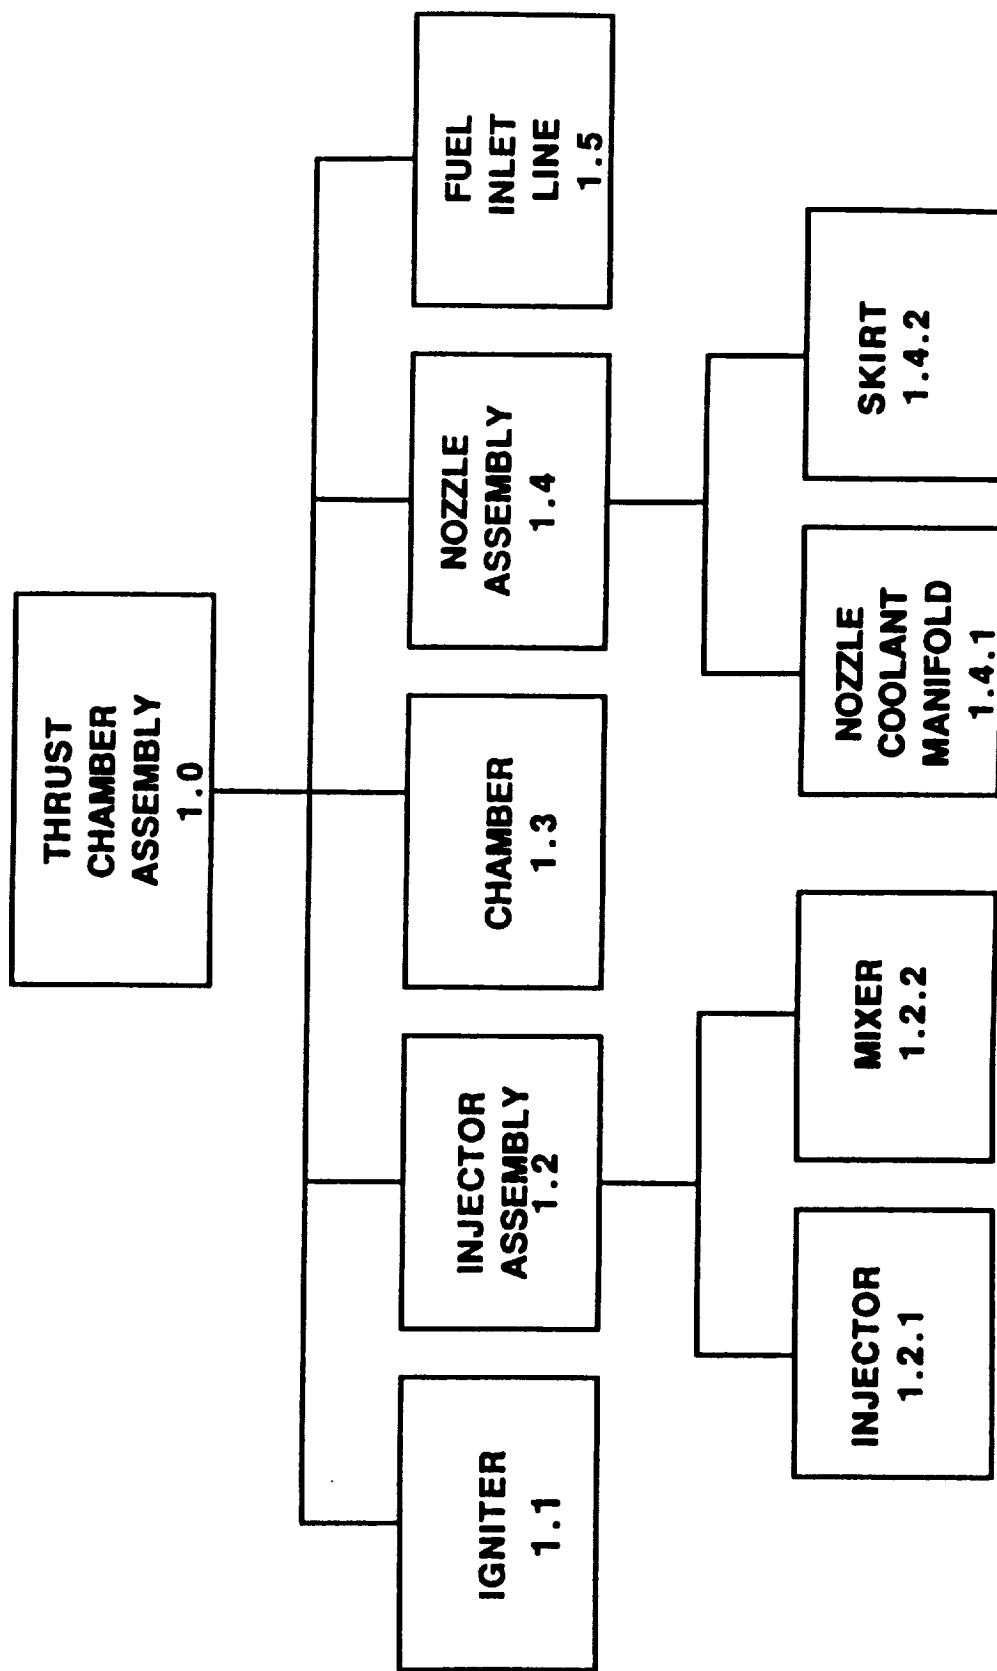 THRUST
CHAMBER
ASSEMBLY
1.0
IGNITER
1.1
INJECTOR
ASSEMBLY
1.2
CHAMBER
1.3
NOZZLE
ASSEMBLY
1.4
FUEL
INLET
LINE
1.5
INJECTOR
1.2.1
MIXER
1.2.2
NOZZLE
COOLANT
MANIFOLD
1.4.1
SKIRT
1.4.2